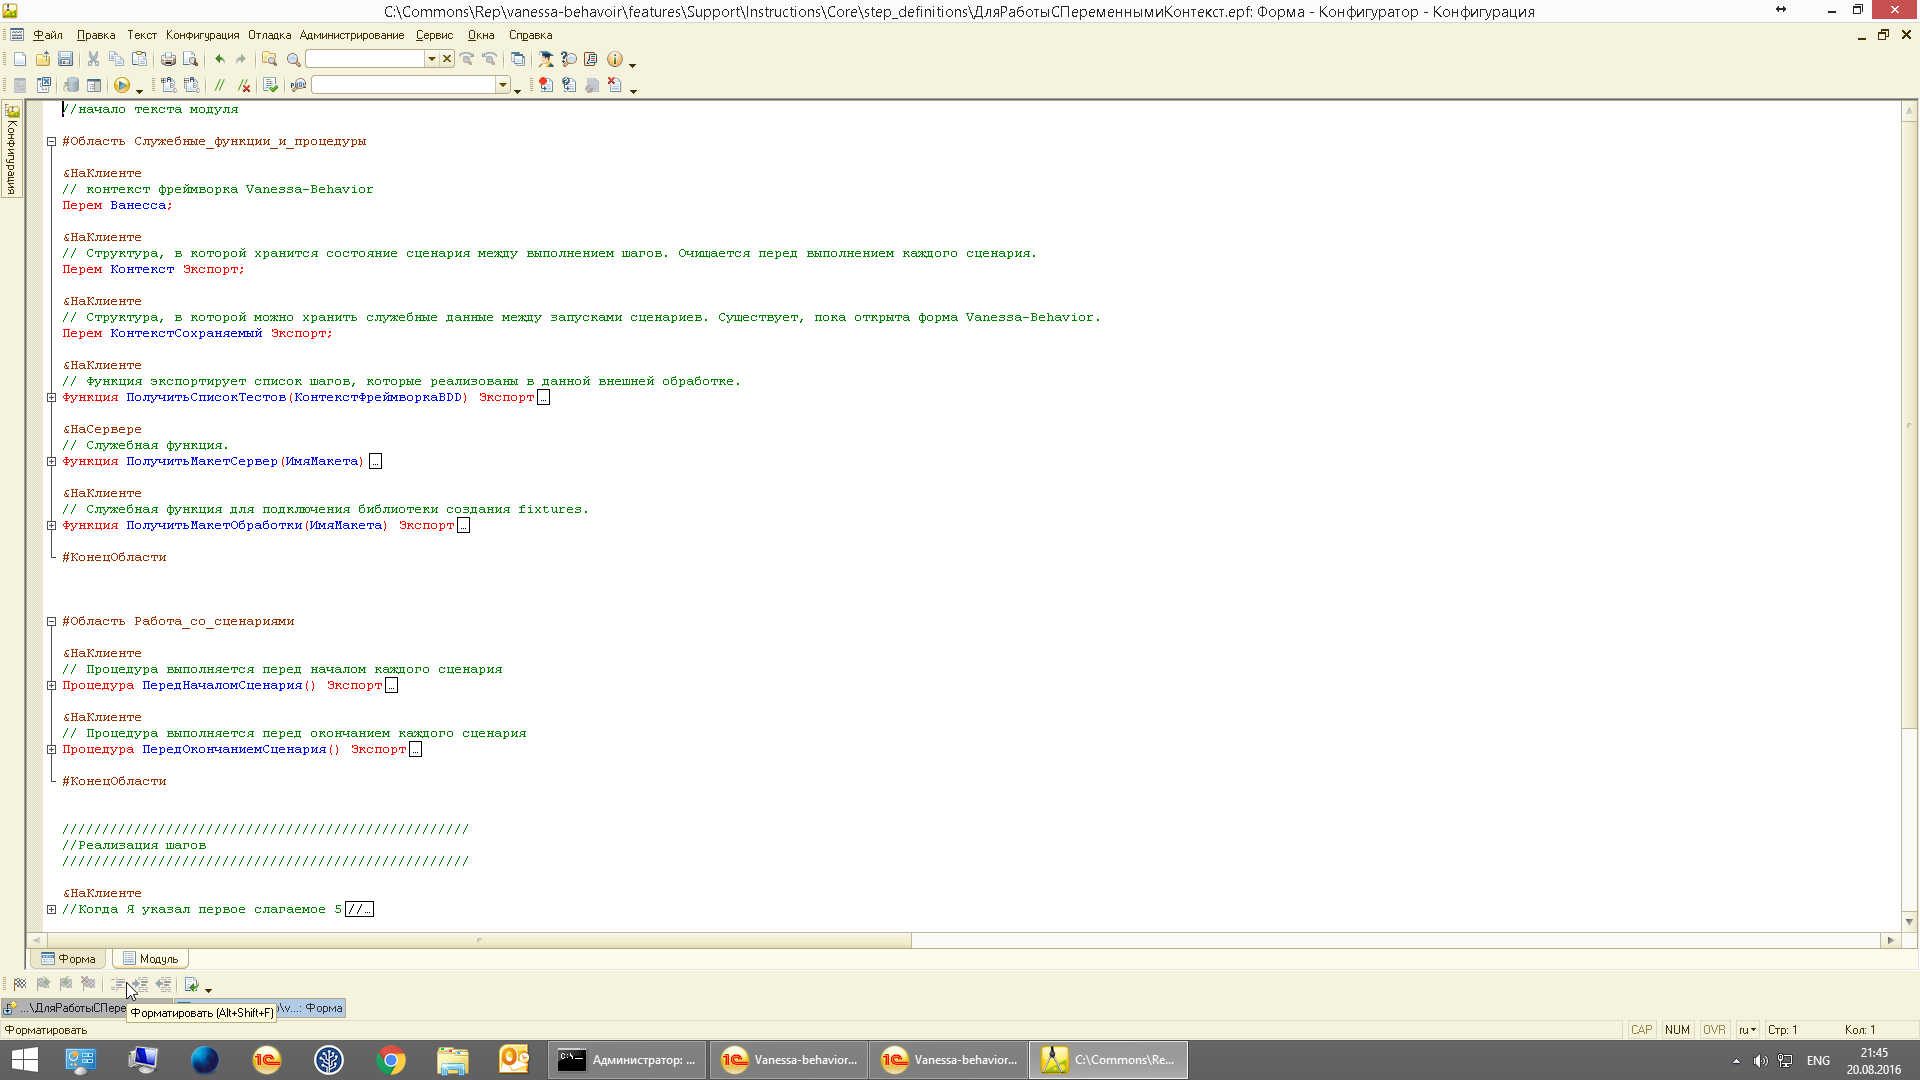 C:\Commons\Rep\vanessa-behavoir\features\Support\Instructions\Core\step_definitions\ДляРаботыСПеременнымиКонтекст.epf: Форма - Конфигуратор - Конфигурация
Файл Правка Текст Конфигурация Отладка Администрирование Сервис Окна Справка
Конфигурация
//начало текста модуля
#Область Служебные_функции_и_процедуры
&НаКлиенте
// контекст фреймворка Vanessa-Behavior
Перем Ванесса;
&НаКлиенте
// Структура, в которой хранится состояние сценария между выполнением шагов. Очищается перед выполнением каждого сценария.
Перем Контекст Экспорт;
&НаКлиенте
// Структура, в которой можно хранить служебные данные между запусками сценариев. Существует, пока открыта форма Vanessa-Behavior.
Перем КонтекстСохраняемый Экспорт;
&НаКлиенте
// Функция экспортирует список шагов, которые реализованы в данной внешней обработке.
Функция ПолучитьСписокТестов(КонтекстФреймворкаBDD) Экспорт…
&НаСервере
// Служебная функция.
Функция ПолучитьМакетСервер(ИмяМакета)…
&НаКлиенте
// Служебная функция для подключения библиотеки создания fixtures.
Функция ПолучитьМакетОбработки(ИмяМакета) Экспорт…
#КонецОбласти
#Область Работа_со_сценариями
&НаКлиенте
// Процедура выполняется перед началом каждого сценария
Процедура ПередНачаломСценария() Экспорт…
&НаКлиенте
// Процедура выполняется перед окончанием каждого сценария
Процедура ПередОкончаниемСценария() Экспорт…
#КонецОбласти
///////////////////////////////////////////////////
//Реализация шагов
///////////////////////////////////////////////////
&НаКлиенте
//Когда Я указал первое слагаемое 5 //…
Форма Модуль
...\ДляРаботыСПере \v...: Форма
Форматировать (Alt+Shift+F)
Форматировать CAP NUM OVR ru Стр: 1 Кол: 1
Администратор: ... Vanessa-behavior... Vanessa-behavior... C:\Commons\Re... ENG 21:45
20.08.2016